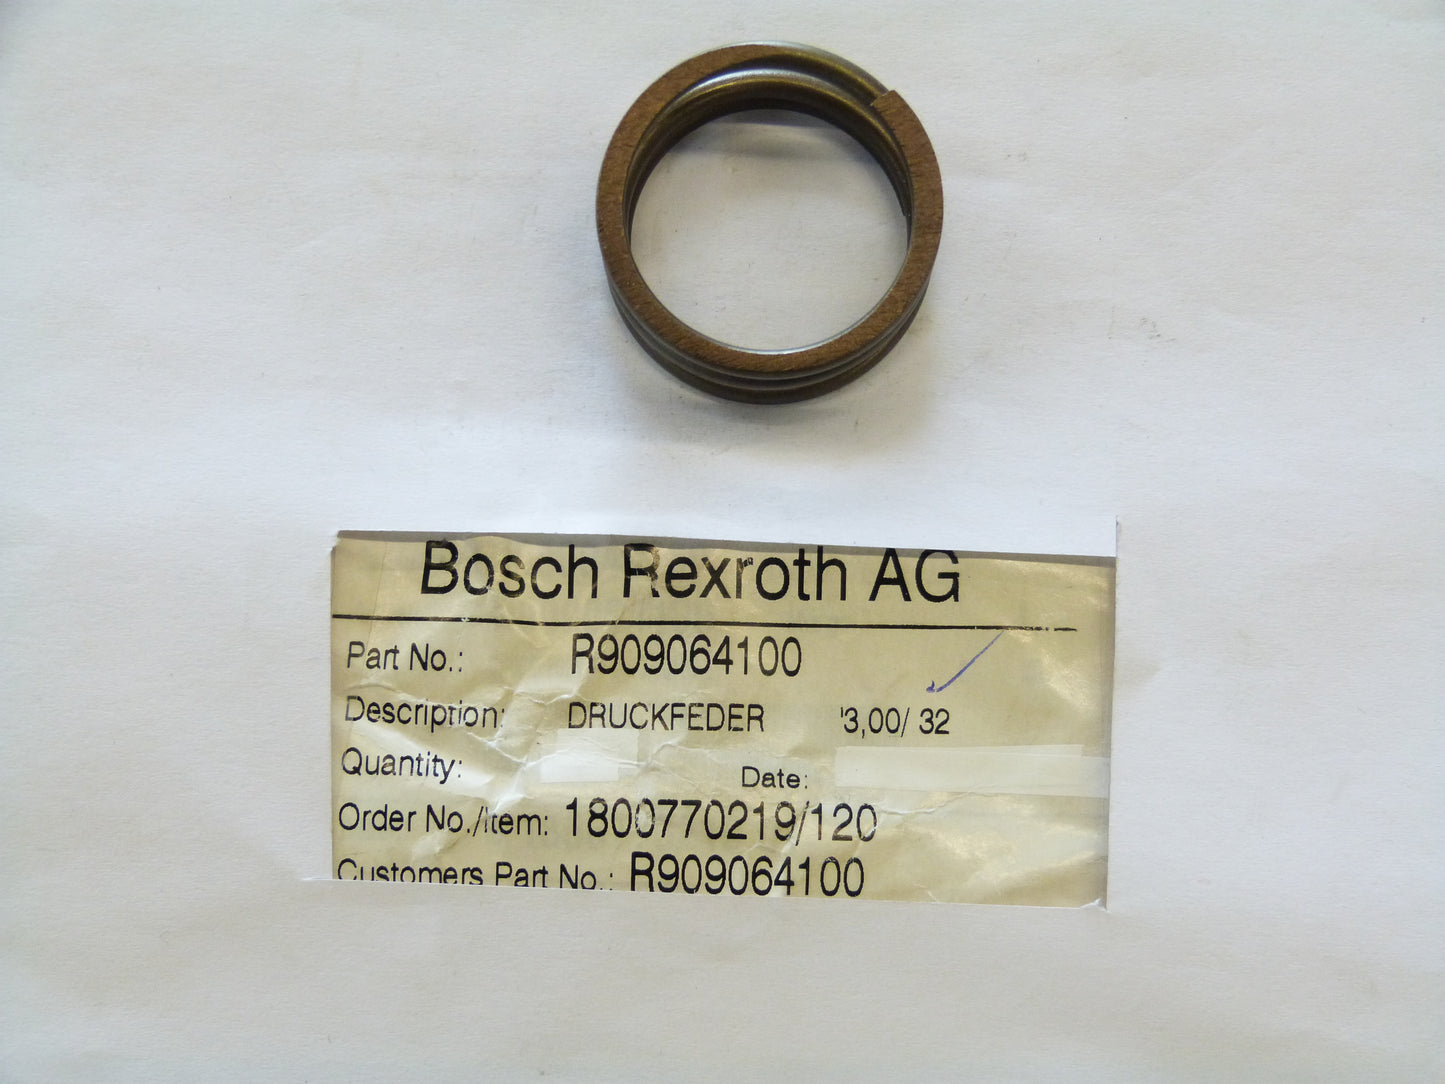 Bosch Rexroth AG
Part No.: R909064100
Description: DRUCKFEDER '3,00/ 32
Quantity: Date:
Order No./Item: 1800770219/120
Customers Part No.: R909064100